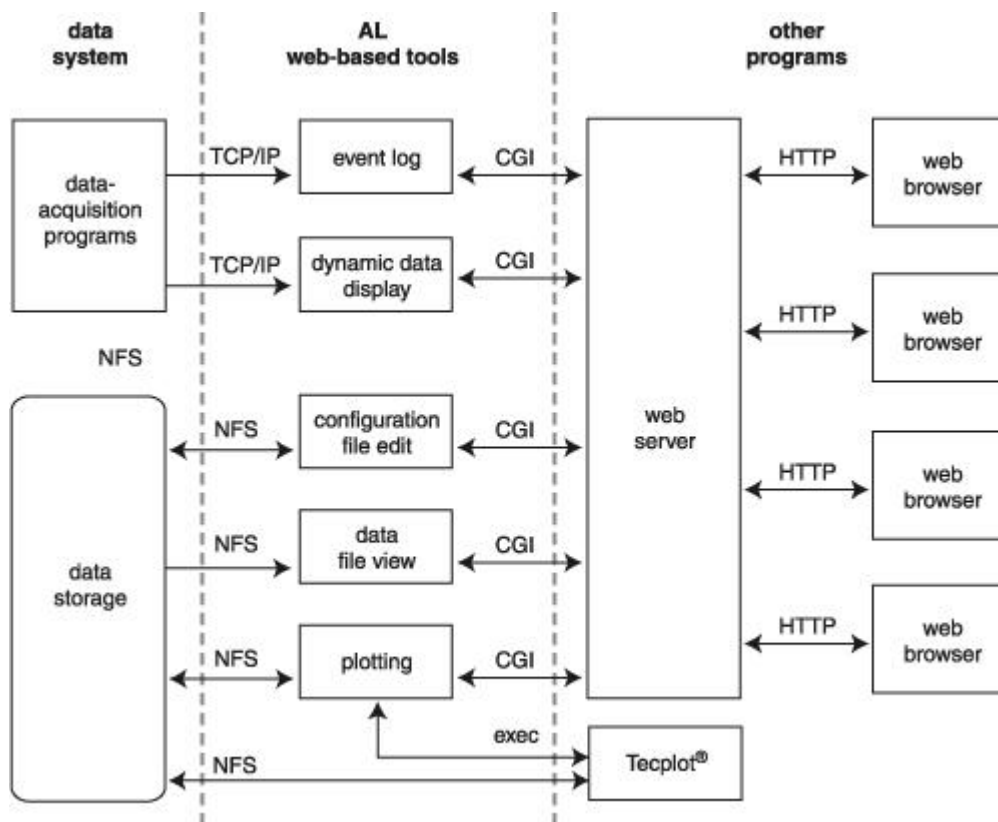 data
system
AL
web-based tools
other
programs
data-
acquisition
programs
TCP/IP
event log
CGI
HTTP
web
browser
TCP/IP
dynamic data
display
CGI
HTTP
web
browser
NFS
NFS
configuration
file edit
CGI
web
server
HTTP
web
browser
data
storage
NFS
data
file view
CGI
NFS
plotting
CGI
HTTP
web
browser
exec
NFS
Tecplot®